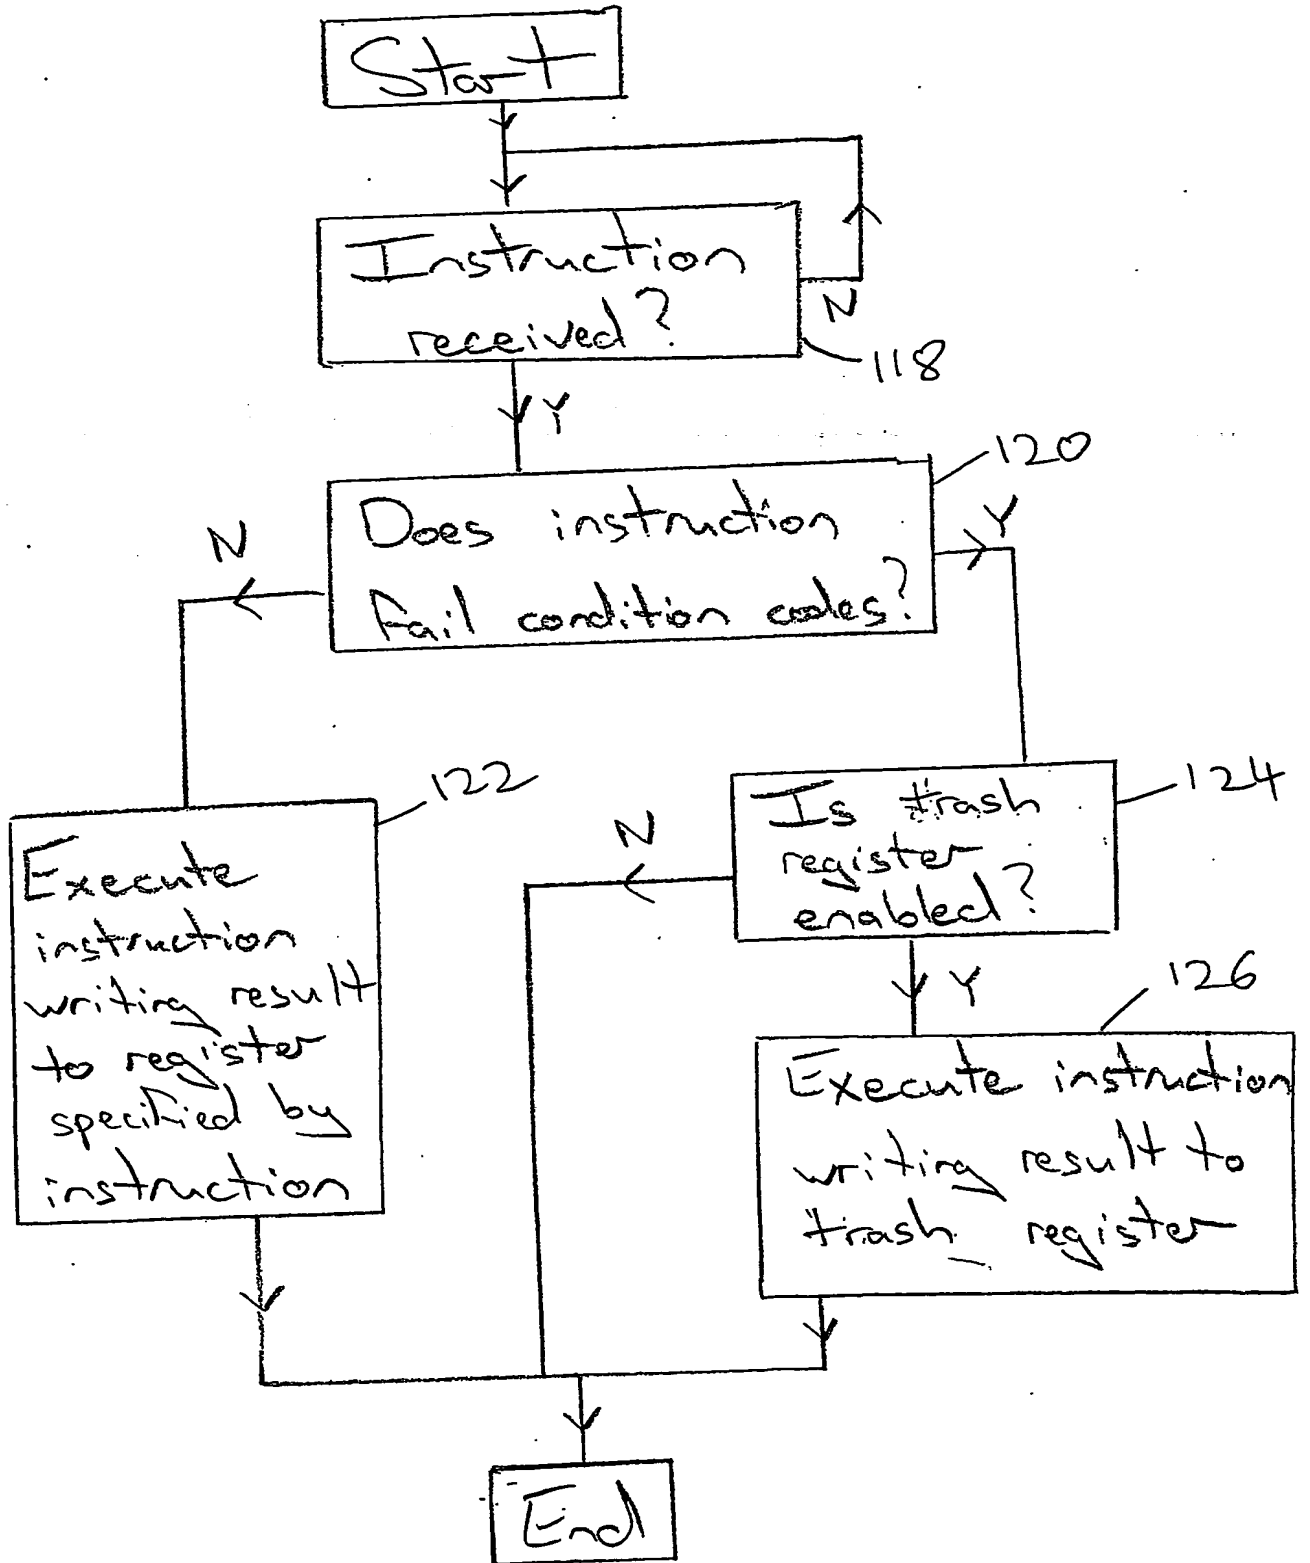 Start
Instruction
received?
N
118
Y
120
Does instruction
fail condition codes?
N
Y
122
Execute
instruction
writing result
to register
specified by
instruction
124
Is trash
register
enabled?
N
Y
126
Execute instruction
writing result to
trash register
End